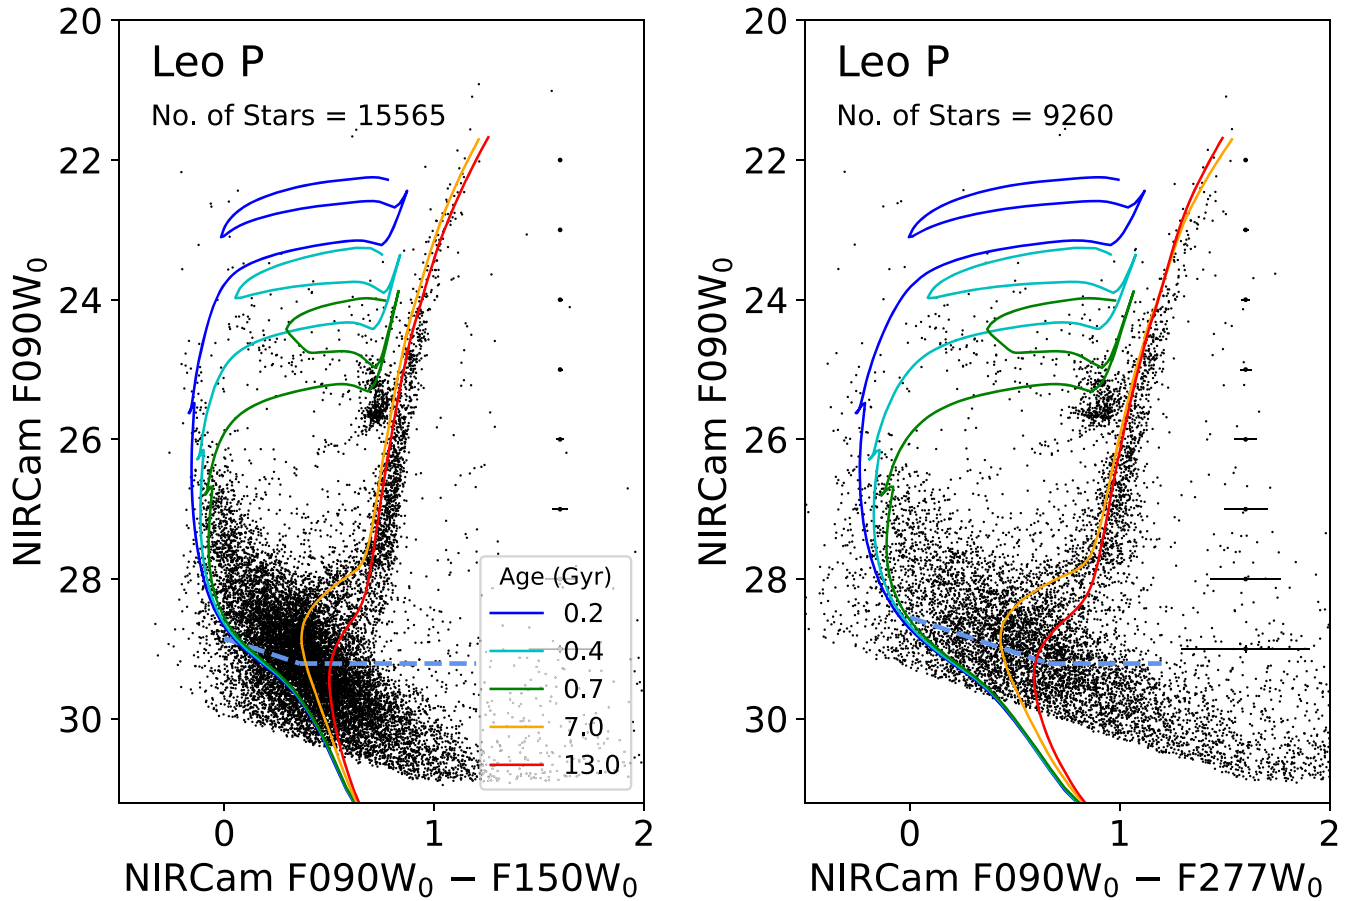 Leo P
No. of Stars = 15565
20
22
24
26
28
30
NIRCam F090W₀
0
1
2
NIRCam F090W₀ − F150W₀
Age (Gyr)
0.2
0.4
0.7
7.0
13.0
Leo P
No. of Stars = 9260
20
22
24
26
28
30
NIRCam F090W₀
0
1
2
NIRCam F090W₀ − F277W₀